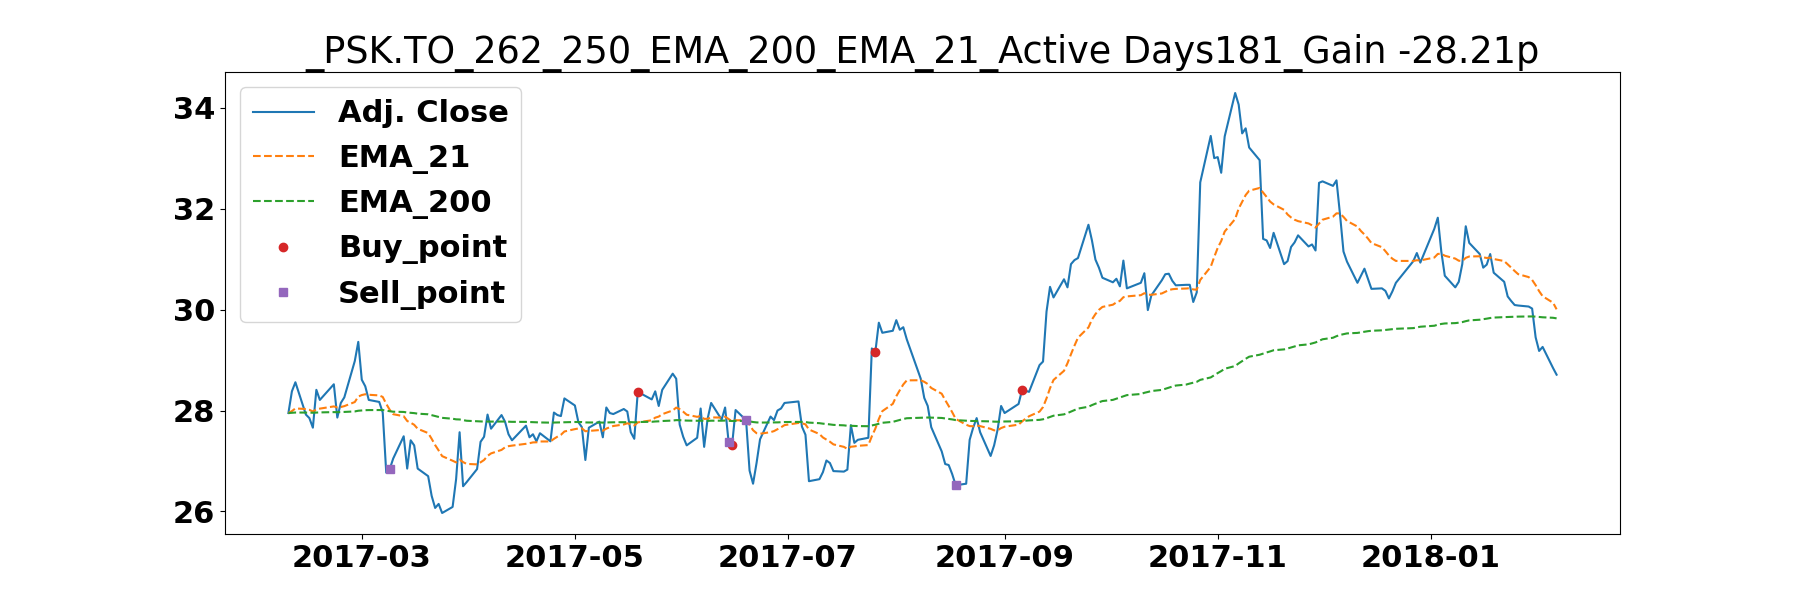 _PSK.TO_262_250_EMA_200_EMA_21_Active Days181_Gain -28.21p
Adj. Close
EMA_21
EMA_200
Buy_point
Sell_point
34
32
30
28
26
2017-03 2017-05 2017-07 2017-09 2017-11 2018-01